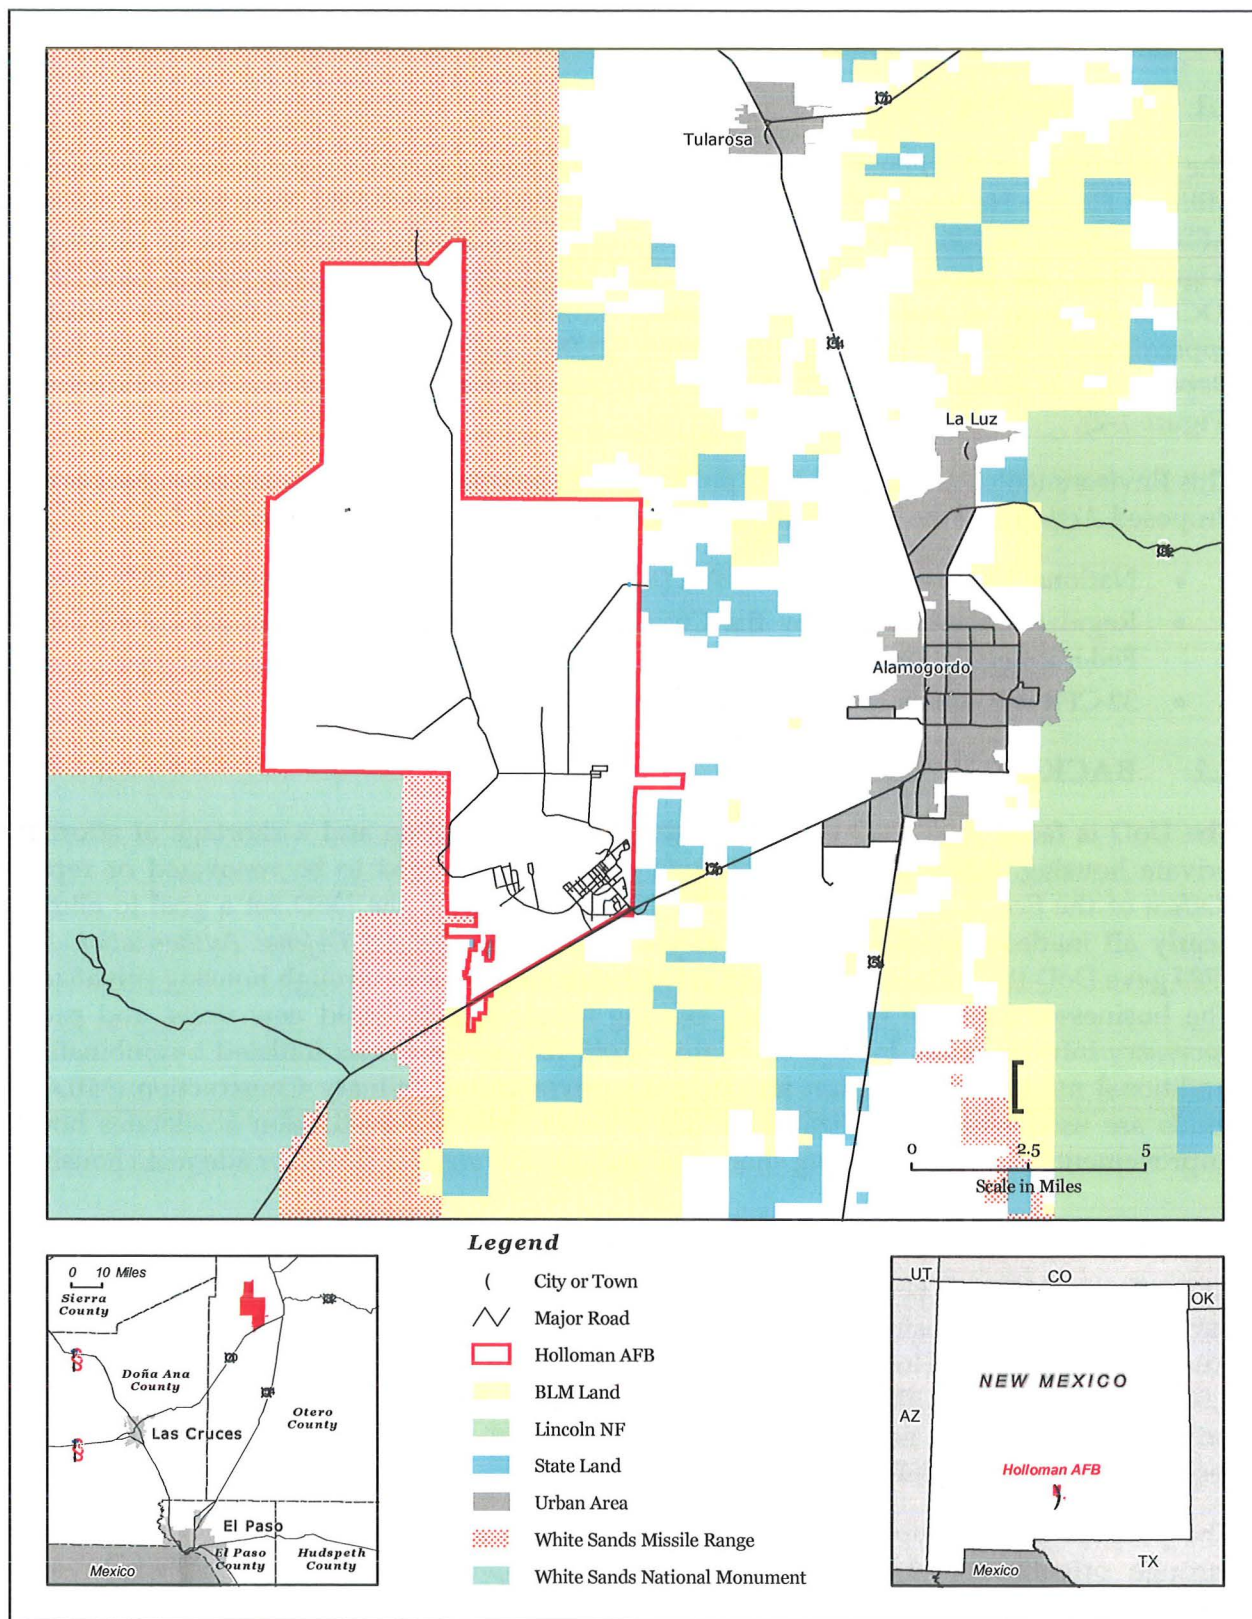 Tularosa
La Luz
Alamogordo
0 2.5 5
Scale in Miles
Legend
City or Town
Major Road
Holloman AFB
BLM Land
Lincoln NF
State Land
Urban Area
White Sands Missile Range
White Sands National Monument
0 10 Miles
Sierra
County
Doña Ana
County
Las Cruces
Otero
County
El Paso
El Paso
County
Hudspeth
County
Mexico
UT
CO
OK
NEW MEXICO
AZ
Holloman AFB
TX
Mexico